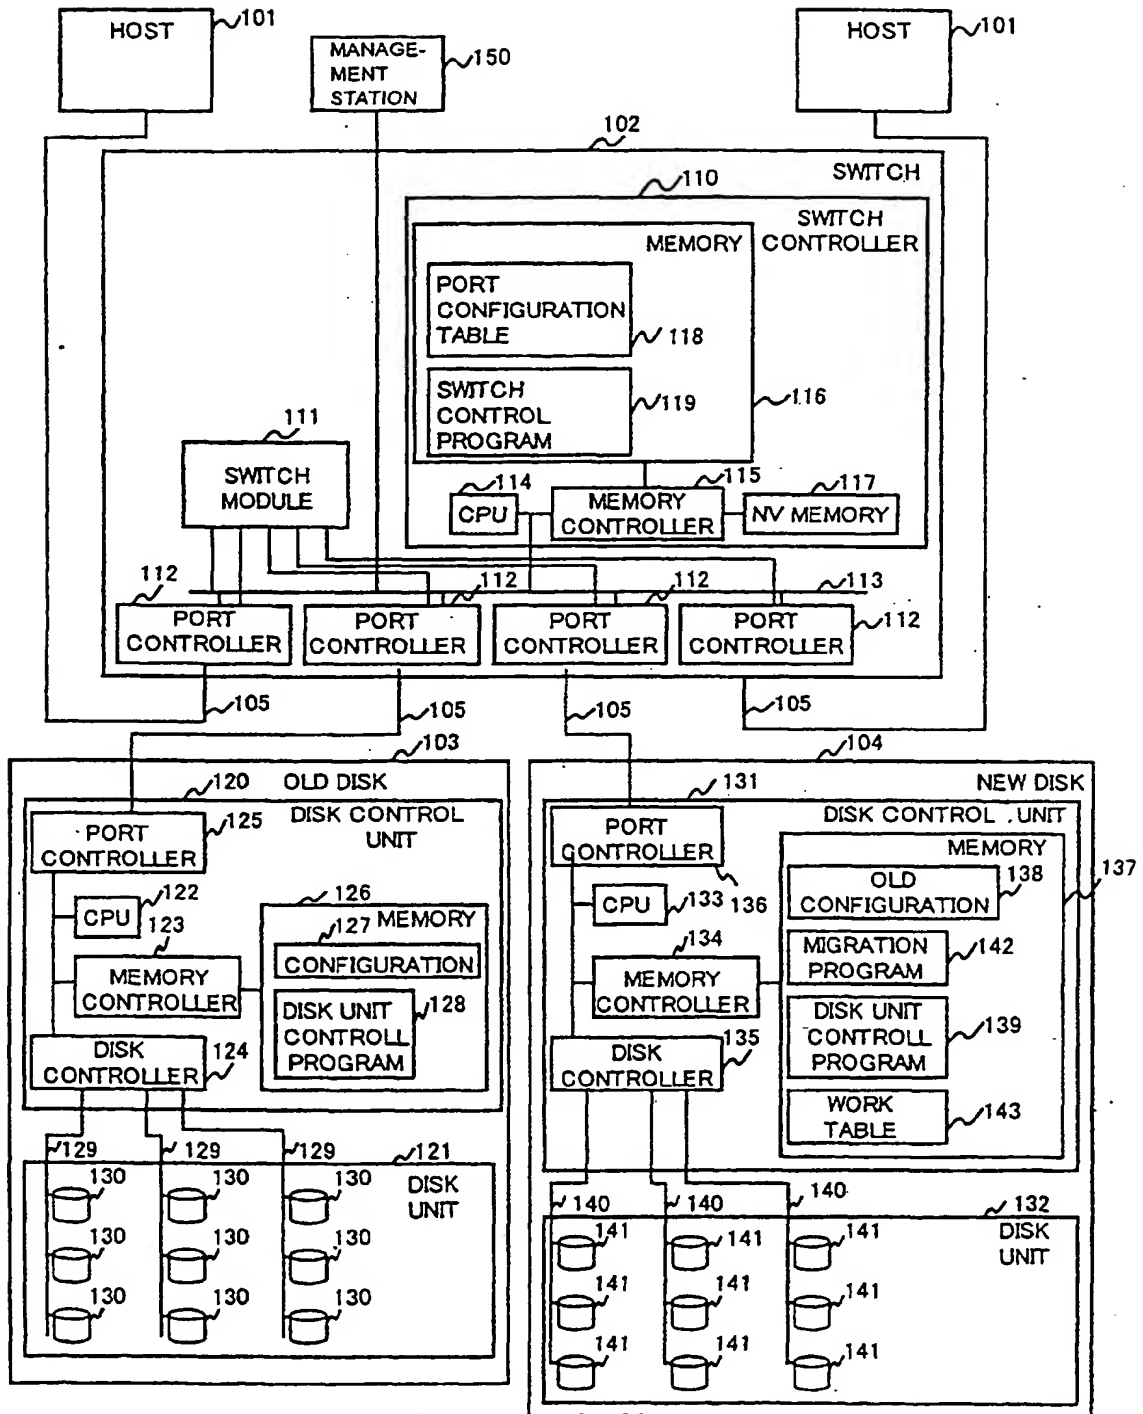 HOST
101
MANAGE-
MENT
STATION
150
HOST
101
102
SWITCH
110
SWITCH
CONTROLLER
MEMORY
PORT
CONFIGURATION
TABLE
118
SWITCH
CONTROL
PROGRAM
119
116
111
SWITCH
MODULE
114
CPU
115
MEMORY
CONTROLLER
117
NV MEMORY
113
112
PORT
CONTROLLER
112
PORT
CONTROLLER
112
PORT
CONTROLLER
PORT
CONTROLLER
112
105
105
105
105
103
OLD DISK
120
DISK CONTROL
UNIT
PORT
CONTROLLER
125
CPU
122
123
MEMORY
CONTROLLER
126
MEMORY
127
CONFIGURATION
DISK UNIT
CONTROLL
PROGRAM
128
DISK
CONTROLLER
124
129
129
129
121
DISK
UNIT
130
130
130
130
130
130
130
130
130
104
NEW DISK
131
DISK CONTROL . UNIT
PORT
CONTROLLER
136
CPU
133
134
MEMORY
CONTROLLER
MEMORY
137
OLD
CONFIGURATION
138
MIGRATION
PROGRAM
142
DISK UNIT
CONTROLL
PROGRAM
139
WORK
TABLE
143
DISK
CONTROLLER
135
140
140
140
132
DISK
UNIT
141
141
141
141
141
141
141
141
141